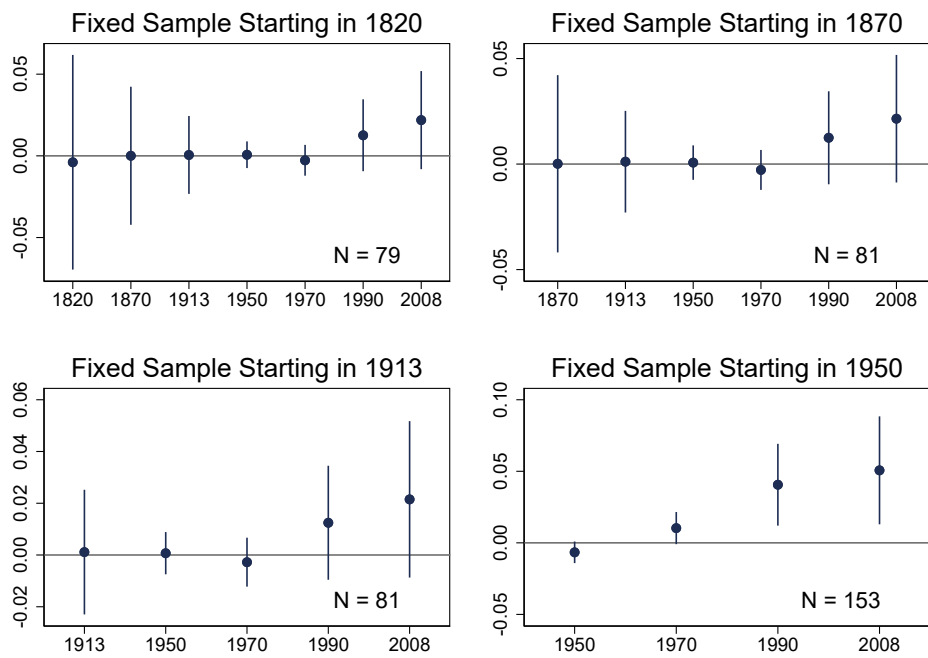 Fixed Sample Starting in 1820
0.05
0.00
-0.05
N = 79
1820 1870 1913 1950 1970 1990 2008
Fixed Sample Starting in 1870
0.05
0.00
-0.05
N = 81
1870 1913 1950 1970 1990 2008
Fixed Sample Starting in 1913
0.06
0.04
0.02
0.00
-0.02
N = 81
1913 1950 1970 1990 2008
Fixed Sample Starting in 1950
0.10
0.05
0.00
-0.05
N = 153
1950 1970 1990 2008